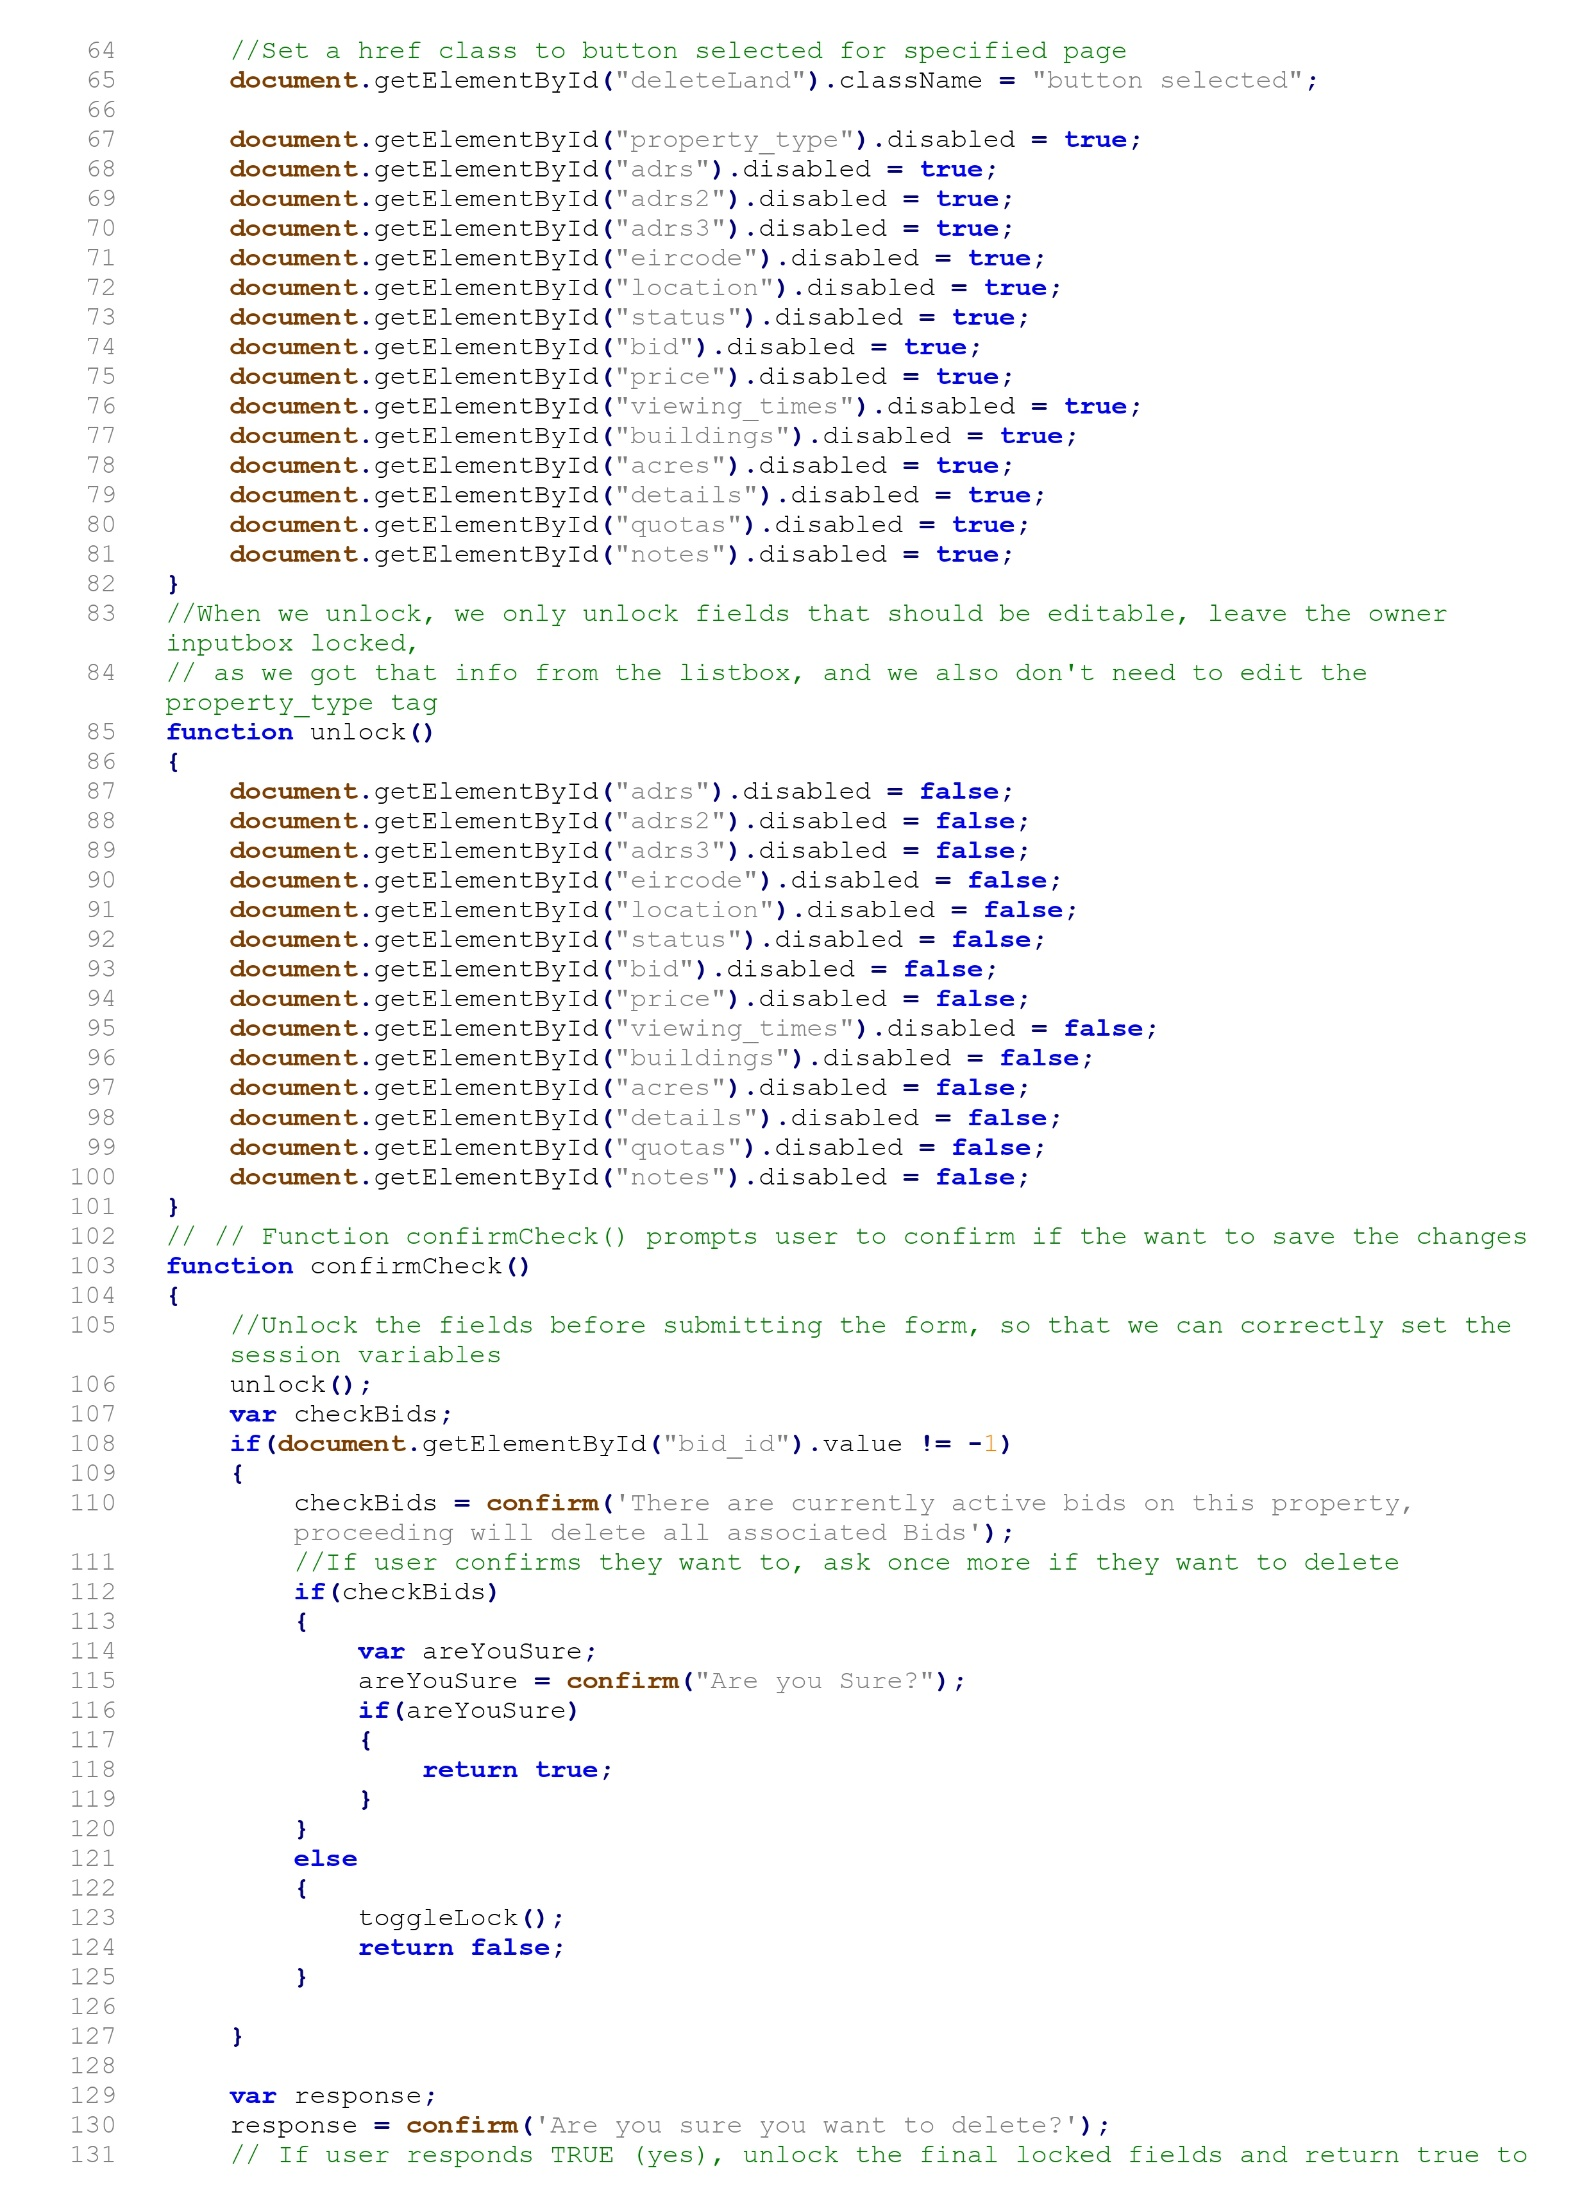 64 //Set a href class to button selected for specified page
65 document.getElementById("deleteLand").className = "button selected";
66
67 document.getElementById("property_type").disabled = true;
68 document.getElementById("adrs").disabled = true;
69 document.getElementById("adrs2").disabled = true;
70 document.getElementById("adrs3").disabled = true;
71 document.getElementById("eircode").disabled = true;
72 document.getElementById("location").disabled = true;
73 document.getElementById("status").disabled = true;
74 document.getElementById("bid").disabled = true;
75 document.getElementById("price").disabled = true;
76 document.getElementById("viewing_times").disabled = true;
77 document.getElementById("buildings").disabled = true;
78 document.getElementById("acres").disabled = true;
79 document.getElementById("details").disabled = true;
80 document.getElementById("quotas").disabled = true;
81 document.getElementById("notes").disabled = true;
82 }
83 //When we unlock, we only unlock fields that should be editable, leave the owner
inputbox locked,
84 // as we got that info from the listbox, and we also don't need to edit the
property_type tag
85 function unlock()
86 {
87 document.getElementById("adrs").disabled = false;
88 document.getElementById("adrs2").disabled = false;
89 document.getElementById("adrs3").disabled = false;
90 document.getElementById("eircode").disabled = false;
91 document.getElementById("location").disabled = false;
92 document.getElementById("status").disabled = false;
93 document.getElementById("bid").disabled = false;
94 document.getElementById("price").disabled = false;
95 document.getElementById("viewing_times").disabled = false;
96 document.getElementById("buildings").disabled = false;
97 document.getElementById("acres").disabled = false;
98 document.getElementById("details").disabled = false;
99 document.getElementById("quotas").disabled = false;
100 document.getElementById("notes").disabled = false;
101 }
102 // // Function confirmCheck() prompts user to confirm if the want to save the changes
103 function confirmCheck()
104 {
105 //Unlock the fields before submitting the form, so that we can correctly set the
session variables
106 unlock();
107 var checkBids;
108 if(document.getElementById("bid_id").value != -1)
109 {
110 checkBids = confirm('There are currently active bids on this property,
proceeding will delete all associated Bids');
111 //If user confirms they want to, ask once more if they want to delete
112 if(checkBids)
113 {
114 var areYouSure;
115 areYouSure = confirm("Are you Sure?");
116 if(areYouSure)
117 {
118 return true;
119 }
120 }
121 else
122 {
123 toggleLock();
124 return false;
125 }
126
127 }
128
129 var response;
130 response = confirm('Are you sure you want to delete?');
131 // If user responds TRUE (yes), unlock the final locked fields and return true to